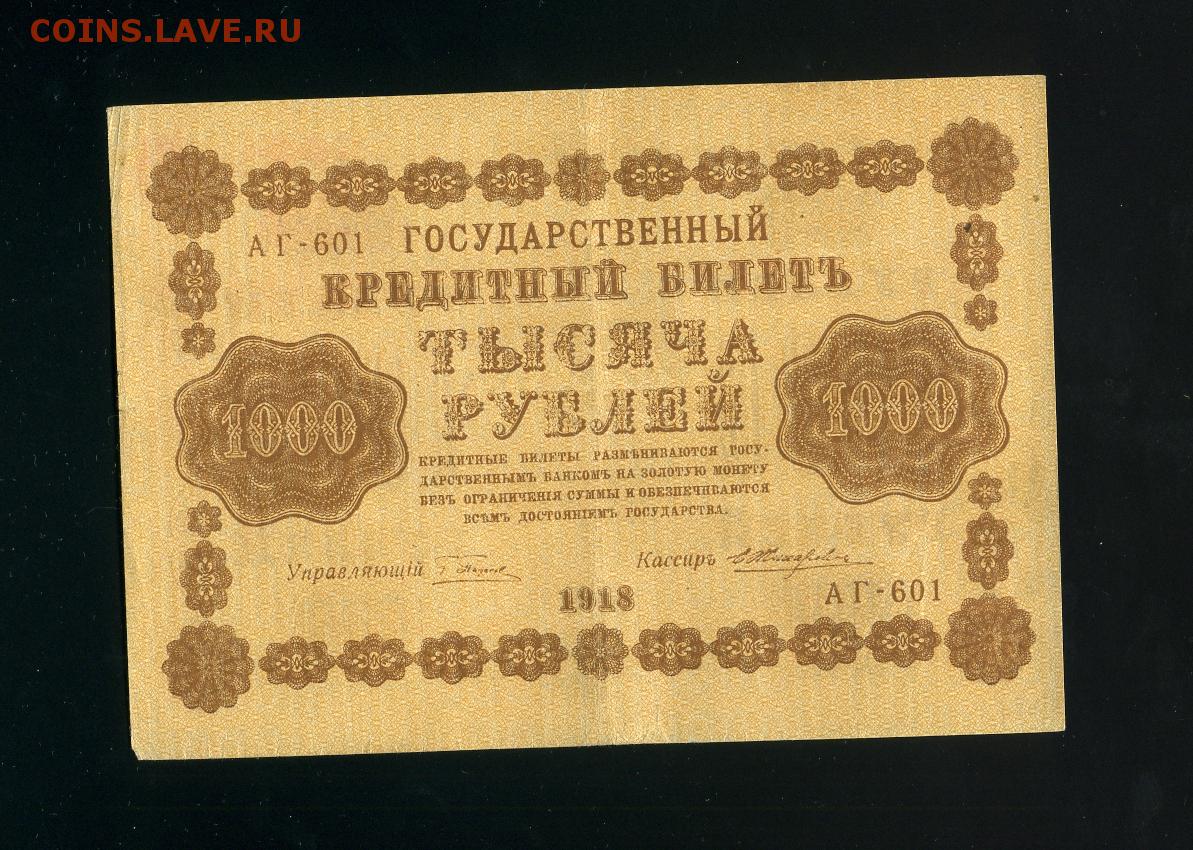 COINS.LAVE.RU
АГ-601 ГОСУДАРСТВЕННЫЙ
КРЕДИТНЫЙ БИЛЕТЪ
ТЫСЯЧА
РУБЛЕЙ
1000 1000
КРЕДИТНЫЕ БИЛЕТЫ РАЗМѢНИВАЮТСЯ ГОСУ-
ДАРСТВЕННЫМЪ БАНКОМЪ НА ЗОЛОТУЮ МОНЕТУ
БЕЗЪ ОГРАНИЧЕНІЯ СУММЫ И ОБЕЗПЕЧИВАЮТСЯ
ВСѢМЪ ДОСТОЯНІЕМЪ ГОСУДАРСТВА.
Управляющій Кассиръ
1918 АГ-601